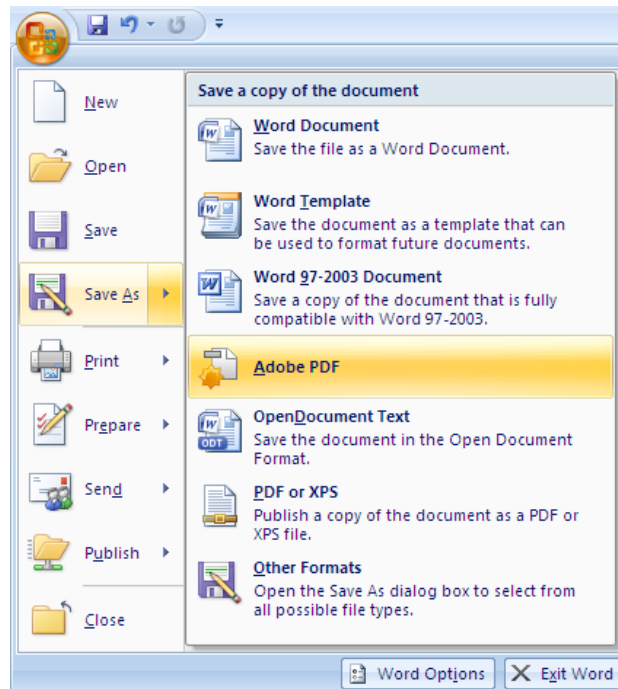 New
Open
Save
Save As
Print
Prepare
Send
Publish
Close
Save a copy of the document
Word Document
Save the file as a Word Document.
Word Template
Save the document as a template that can
be used to format future documents.
Word 97-2003 Document
Save a copy of the document that is fully
compatible with Word 97-2003.
Adobe PDF
OpenDocument Text
Save the document in the Open Document
Format.
PDF or XPS
Publish a copy of the document as a PDF or
XPS file.
Other Formats
Open the Save As dialog box to select from
all possible file types.
Word Options
Exit Word